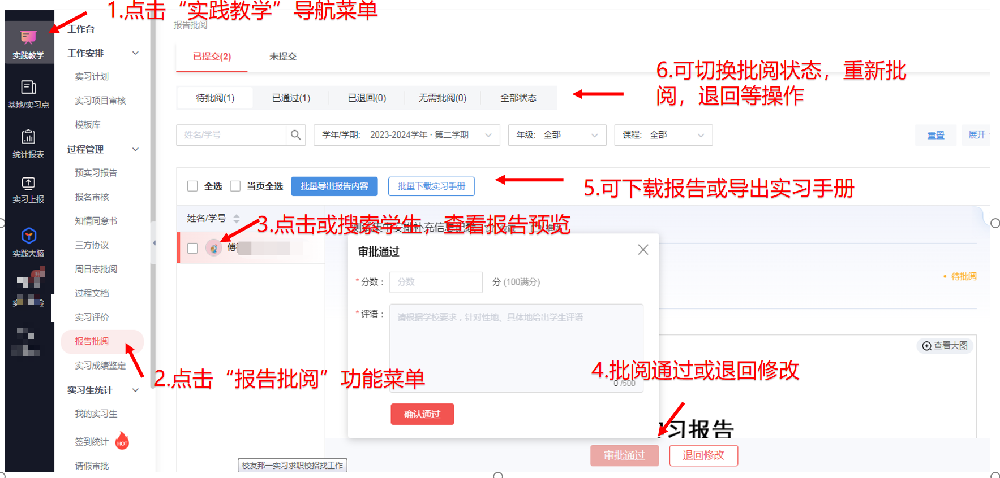 1.点击“实践教学”导航菜单
实践教学
基地/实习点
统计报表
实习上报
实践大脑
工作台
工作安排
实习计划
实习项目审核
模板库
过程管理
预实习报告
报名审核
知情同意书
三方协议
周日志批阅
过程文档
实习评价
报告批阅
实习成绩鉴定
实习生统计
我的实习生
签到统计 HOT
请假审批
2.点击“报告批阅”功能菜单
报告批阅
已提交(2) 未提交
6.可切换批阅状态，重新批
阅，退回等操作
待批阅(1) 已通过(1) 已退回(0) 无需批阅(0) 全部状态
姓名/学号 学年/学期: 2023-2024学年 · 第二学期 年级: 全部 课程: 全部 重置 展开
全选 当页全选 批量导出报告内容 批量下载实习手册
5.可下载报告或导出实习手册
姓名/学号
3.点击或搜索学生，查看报告预览
测试集中安排补充信息记录
傅
审批通过
* 分数： 分数 分 (100满分)
待批阅
* 评语： 请根据学校要求，针对性地、具体地给出学生评语
查看大图
4.批阅通过或退回修改
0 /500
确认通过
习报告
审批通过 退回修改
校友邦—实习求职校招找工作